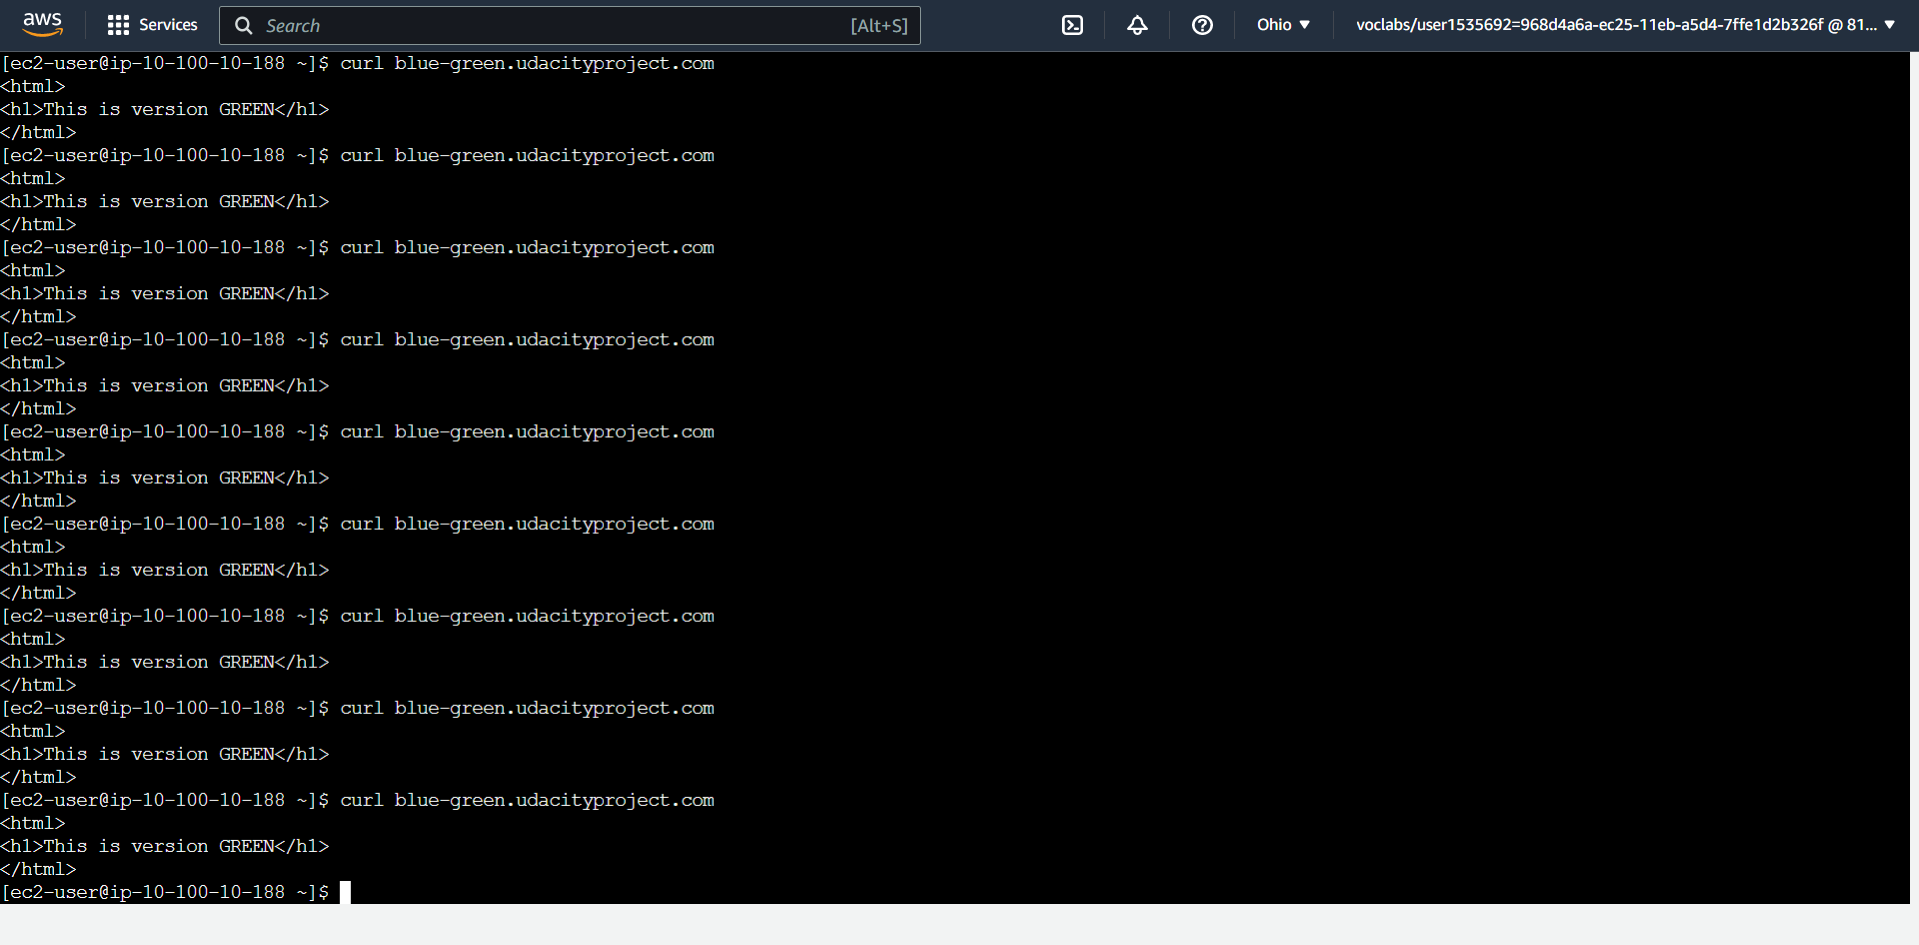 aws Services Search [Alt+S] Ohio ▼ voclabs/user1535692=968d4a6a-ec25-11eb-a5d4-7ffe1d2b326f @ 81... ▼
[ec2-user@ip-10-100-10-188 ~]$ curl blue-green.udacityproject.com
<html>
<h1>This is version GREEN</h1>
</html>
[ec2-user@ip-10-100-10-188 ~]$ curl blue-green.udacityproject.com
<html>
<h1>This is version GREEN</h1>
</html>
[ec2-user@ip-10-100-10-188 ~]$ curl blue-green.udacityproject.com
<html>
<h1>This is version GREEN</h1>
</html>
[ec2-user@ip-10-100-10-188 ~]$ curl blue-green.udacityproject.com
<html>
<h1>This is version GREEN</h1>
</html>
[ec2-user@ip-10-100-10-188 ~]$ curl blue-green.udacityproject.com
<html>
<h1>This is version GREEN</h1>
</html>
[ec2-user@ip-10-100-10-188 ~]$ curl blue-green.udacityproject.com
<html>
<h1>This is version GREEN</h1>
</html>
[ec2-user@ip-10-100-10-188 ~]$ curl blue-green.udacityproject.com
<html>
<h1>This is version GREEN</h1>
</html>
[ec2-user@ip-10-100-10-188 ~]$ curl blue-green.udacityproject.com
<html>
<h1>This is version GREEN</h1>
</html>
[ec2-user@ip-10-100-10-188 ~]$ curl blue-green.udacityproject.com
<html>
<h1>This is version GREEN</h1>
</html>
[ec2-user@ip-10-100-10-188 ~]$